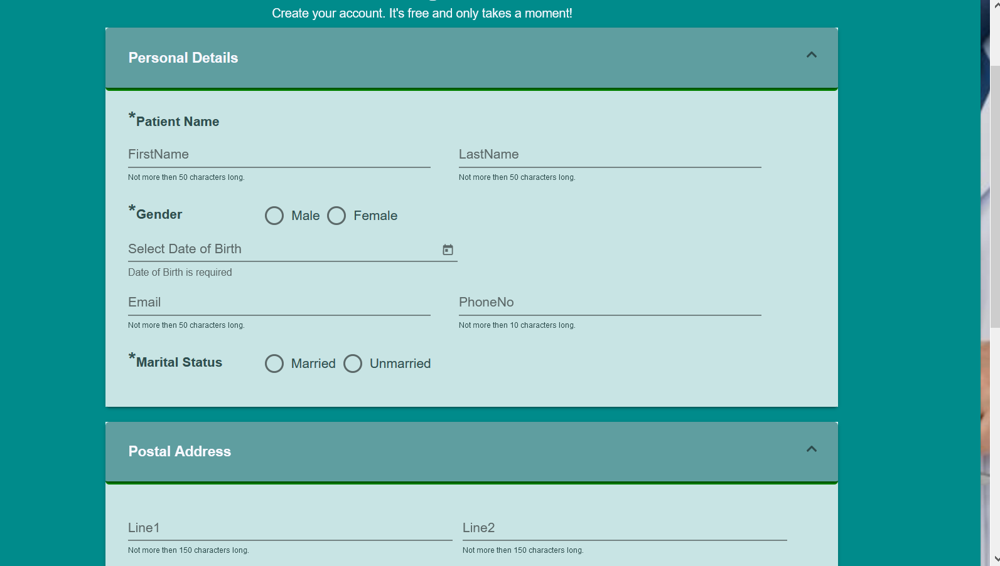 Create your account. It's free and only takes a moment!
Personal Details
*Patient Name
FirstName LastName
Not more then 50 characters long. Not more then 50 characters long.
*Gender Male Female
Select Date of Birth
Date of Birth is required
Email PhoneNo
Not more then 50 characters long. Not more then 10 characters long.
*Marital Status Married Unmarried
Postal Address
Line1 Line2
Not more then 150 characters long. Not more then 150 characters long.